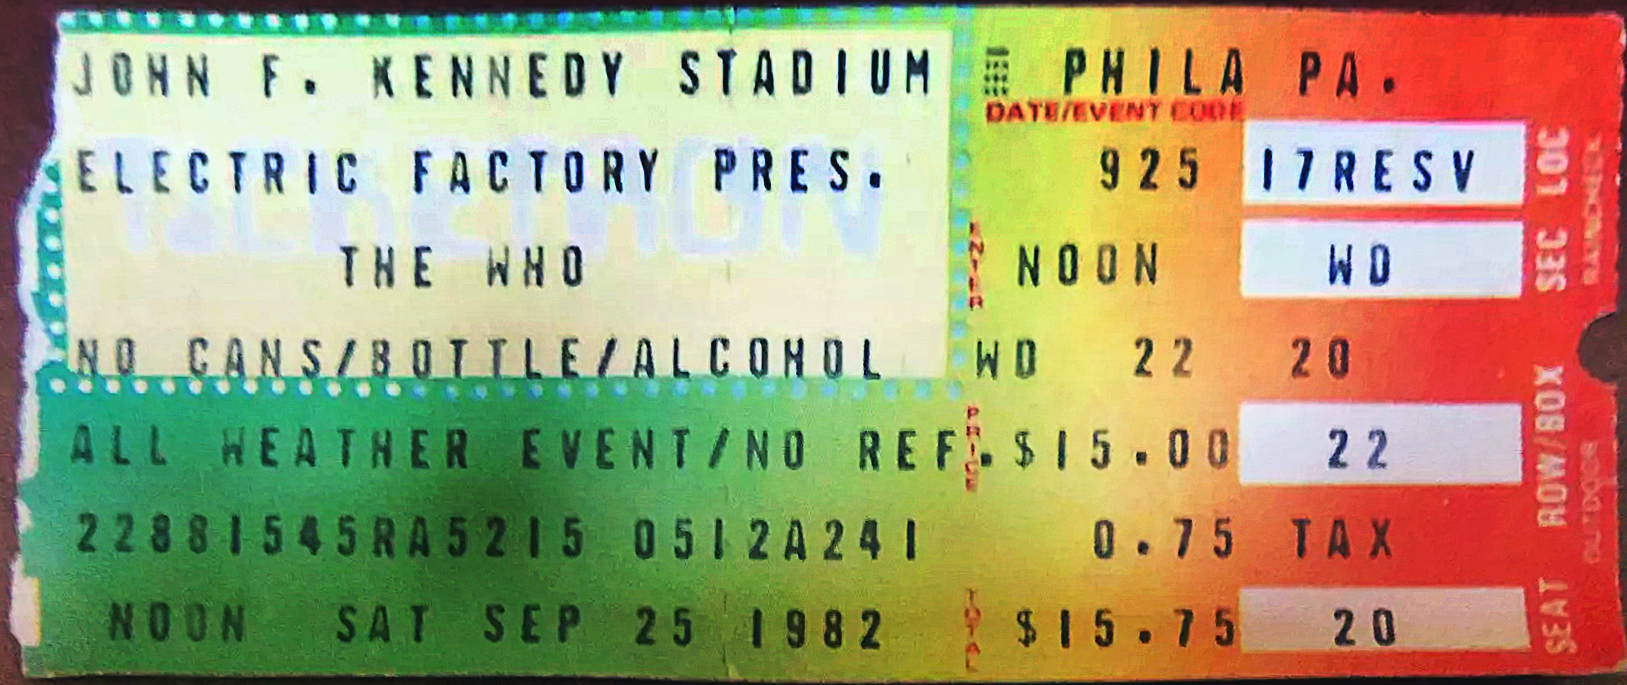 JOHN F. KENNEDY STADIUM PHILA PA.
DATE/EVENT CODE
ELECTRIC FACTORY PRES. 925 17RESV
TICKETRON
THE WHO ENTER NOON WD
NO CANS/BOTTLE/ALCOHOL WD 22 20
ALL WEATHER EVENT/NO REF. PRICE $15.00 22
22881545RA5215 0512A241 0.75 TAX
NOON SAT SEP 25 1982 TOTAL $15.75 20
SEC LOC
ROW/BOX
SEAT
OUTDOOR